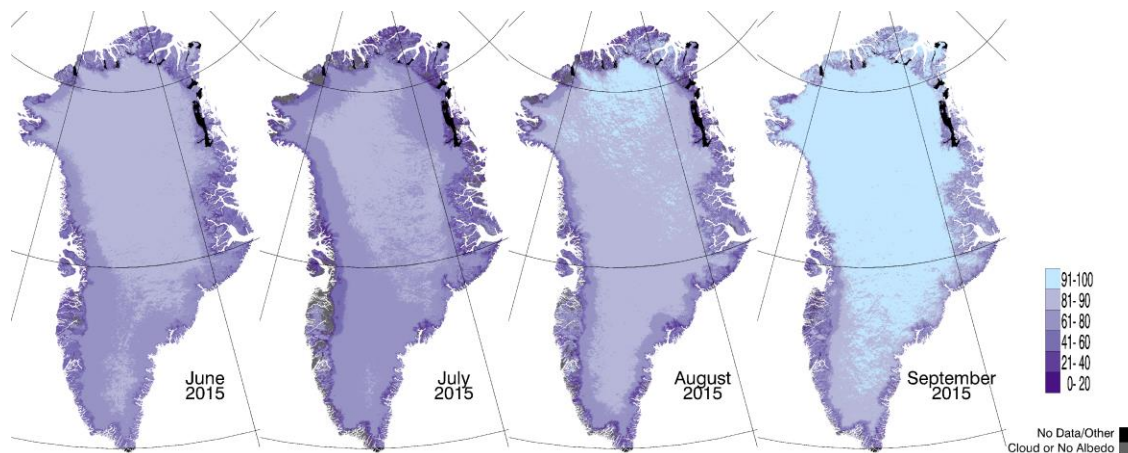 June
2015
July
2015
August
2015
September
2015
91-100
81- 90
61- 80
41- 60
21- 40
0- 20
No Data/Other
Cloud or No Albedo